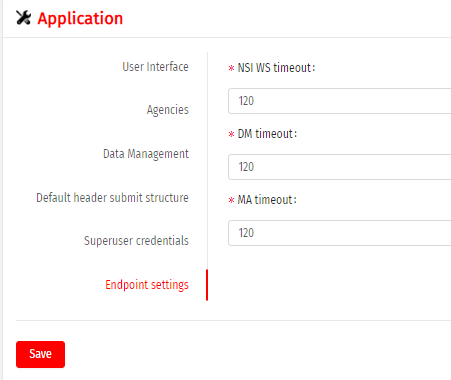 Application
User Interface
Agencies
Data Management
Default header submit structure
Superuser credentials
Endpoint settings
* NSI WS timeout:
120
* DM timeout:
120
* MA timeout:
120
Save